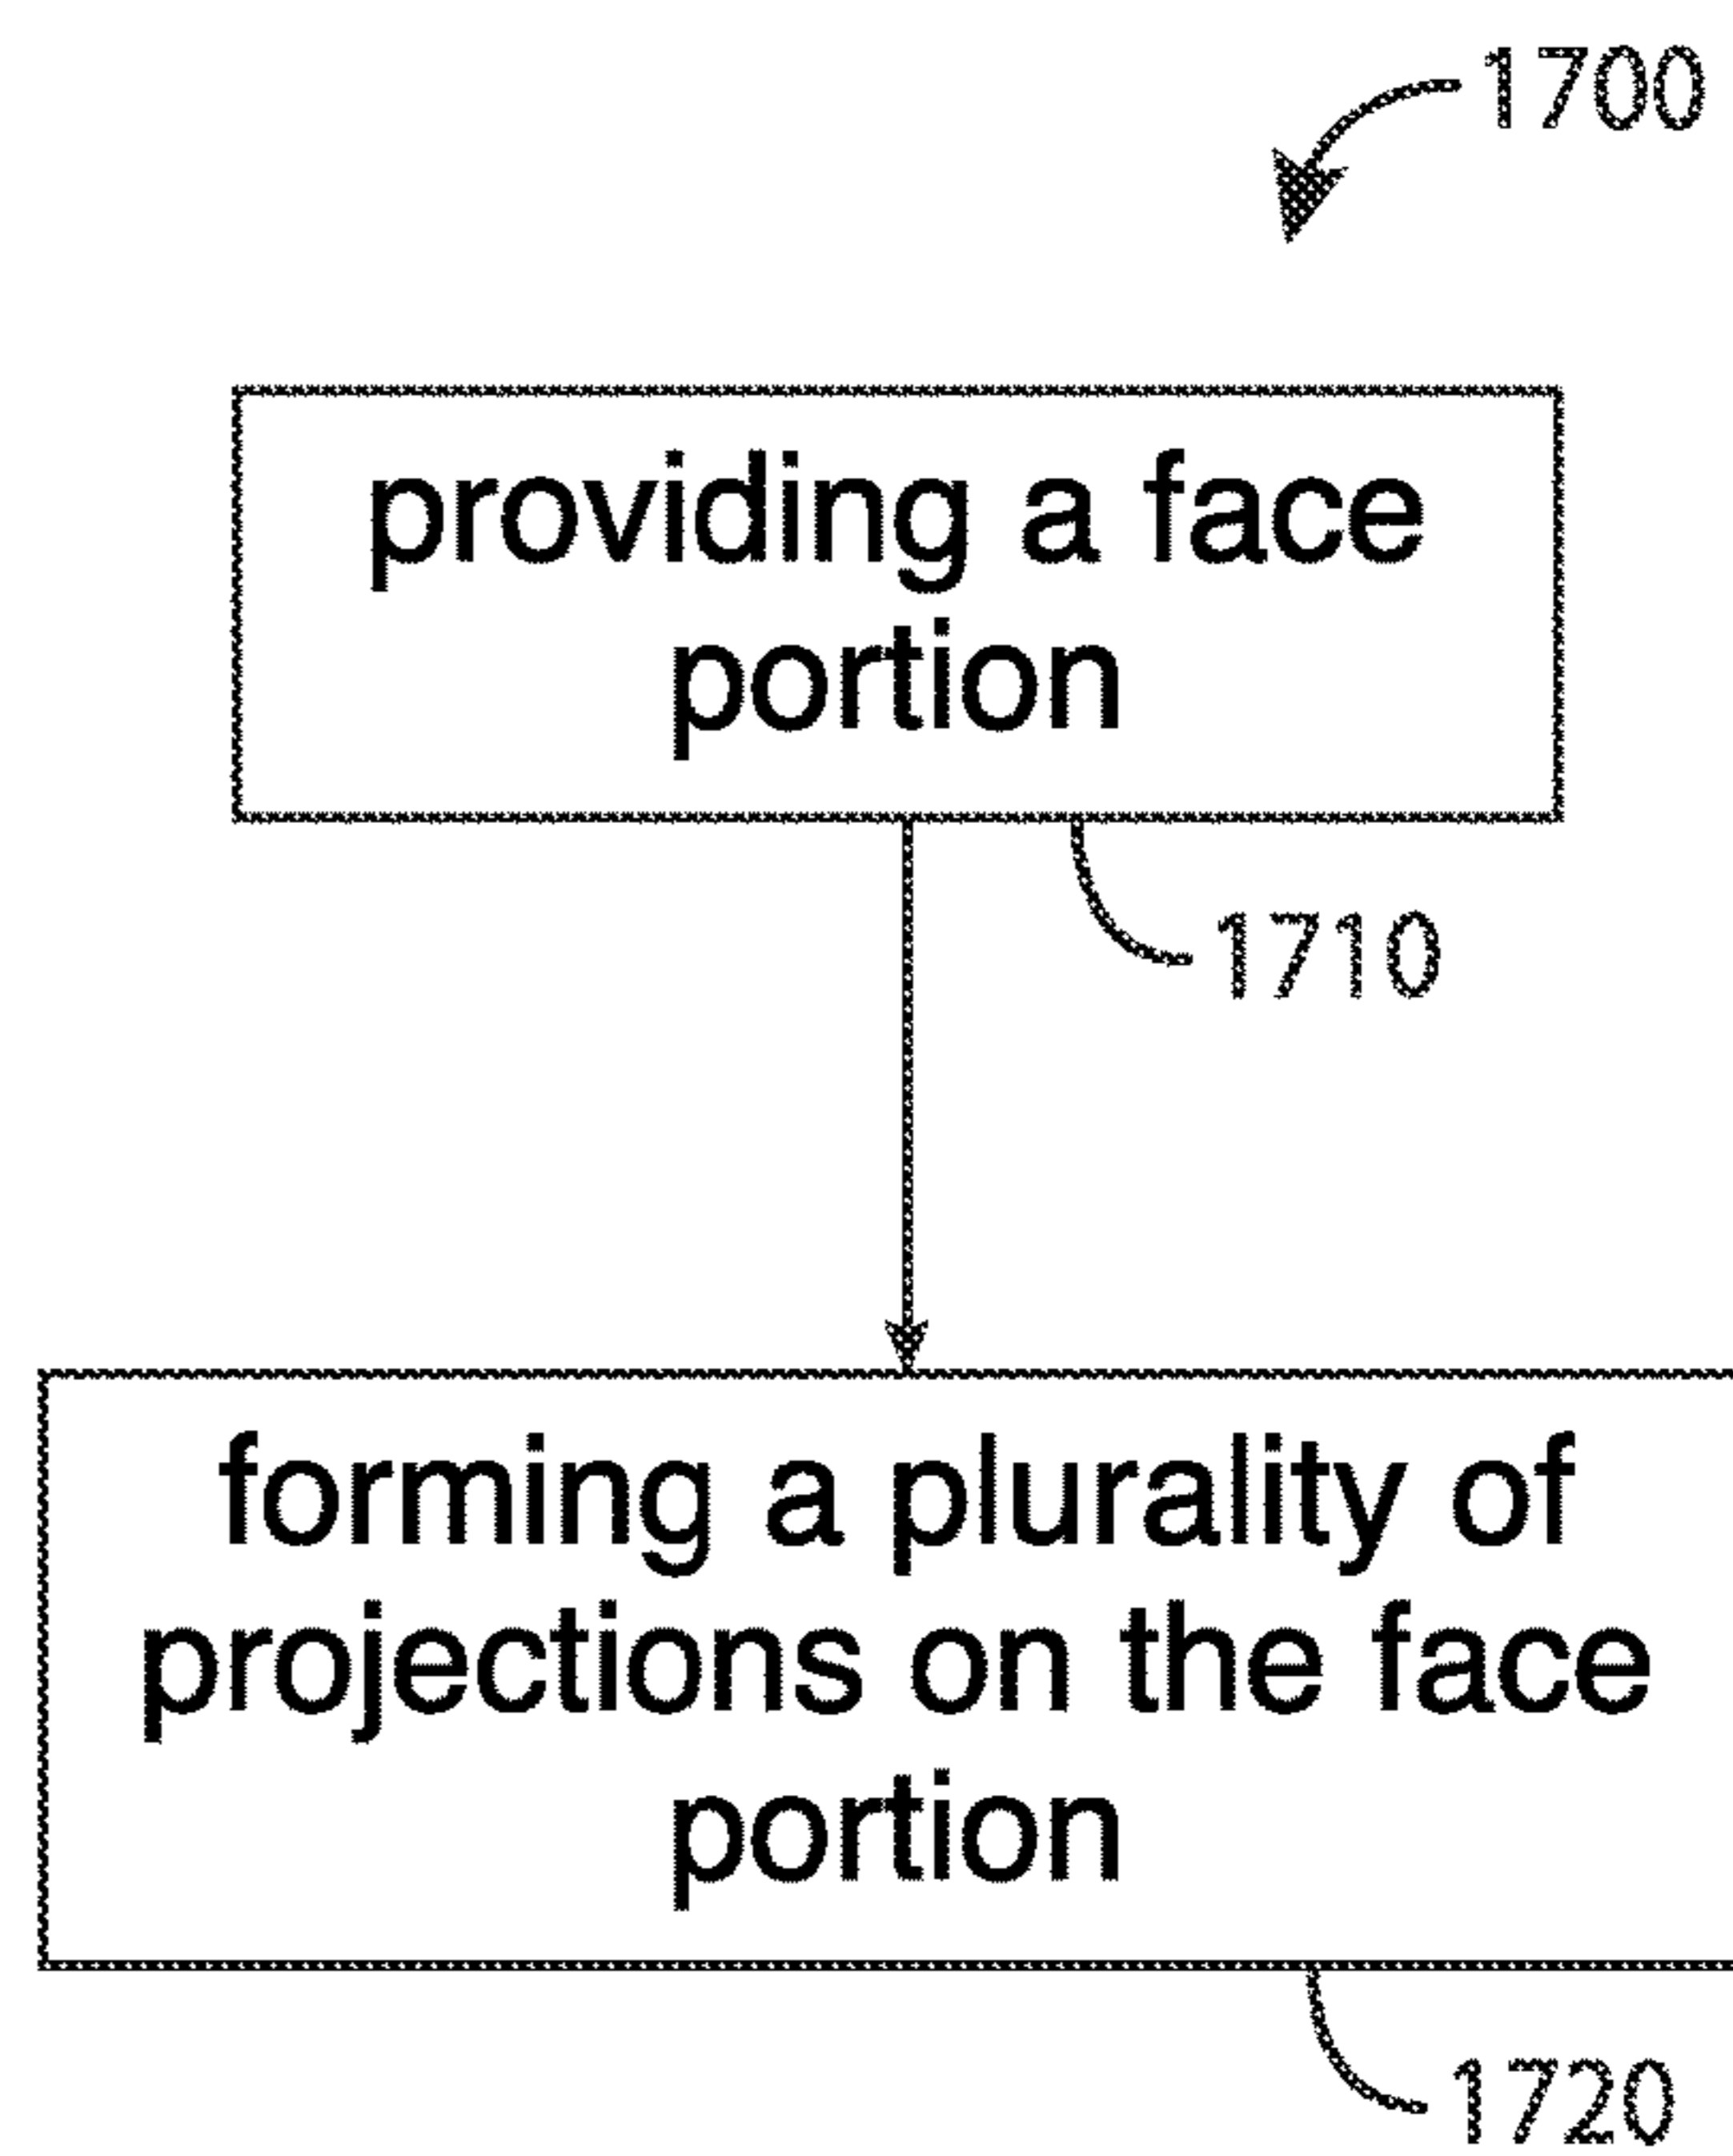 1700
providing a face
portion
1710
forming a plurality of
projections on the face
portion
1720